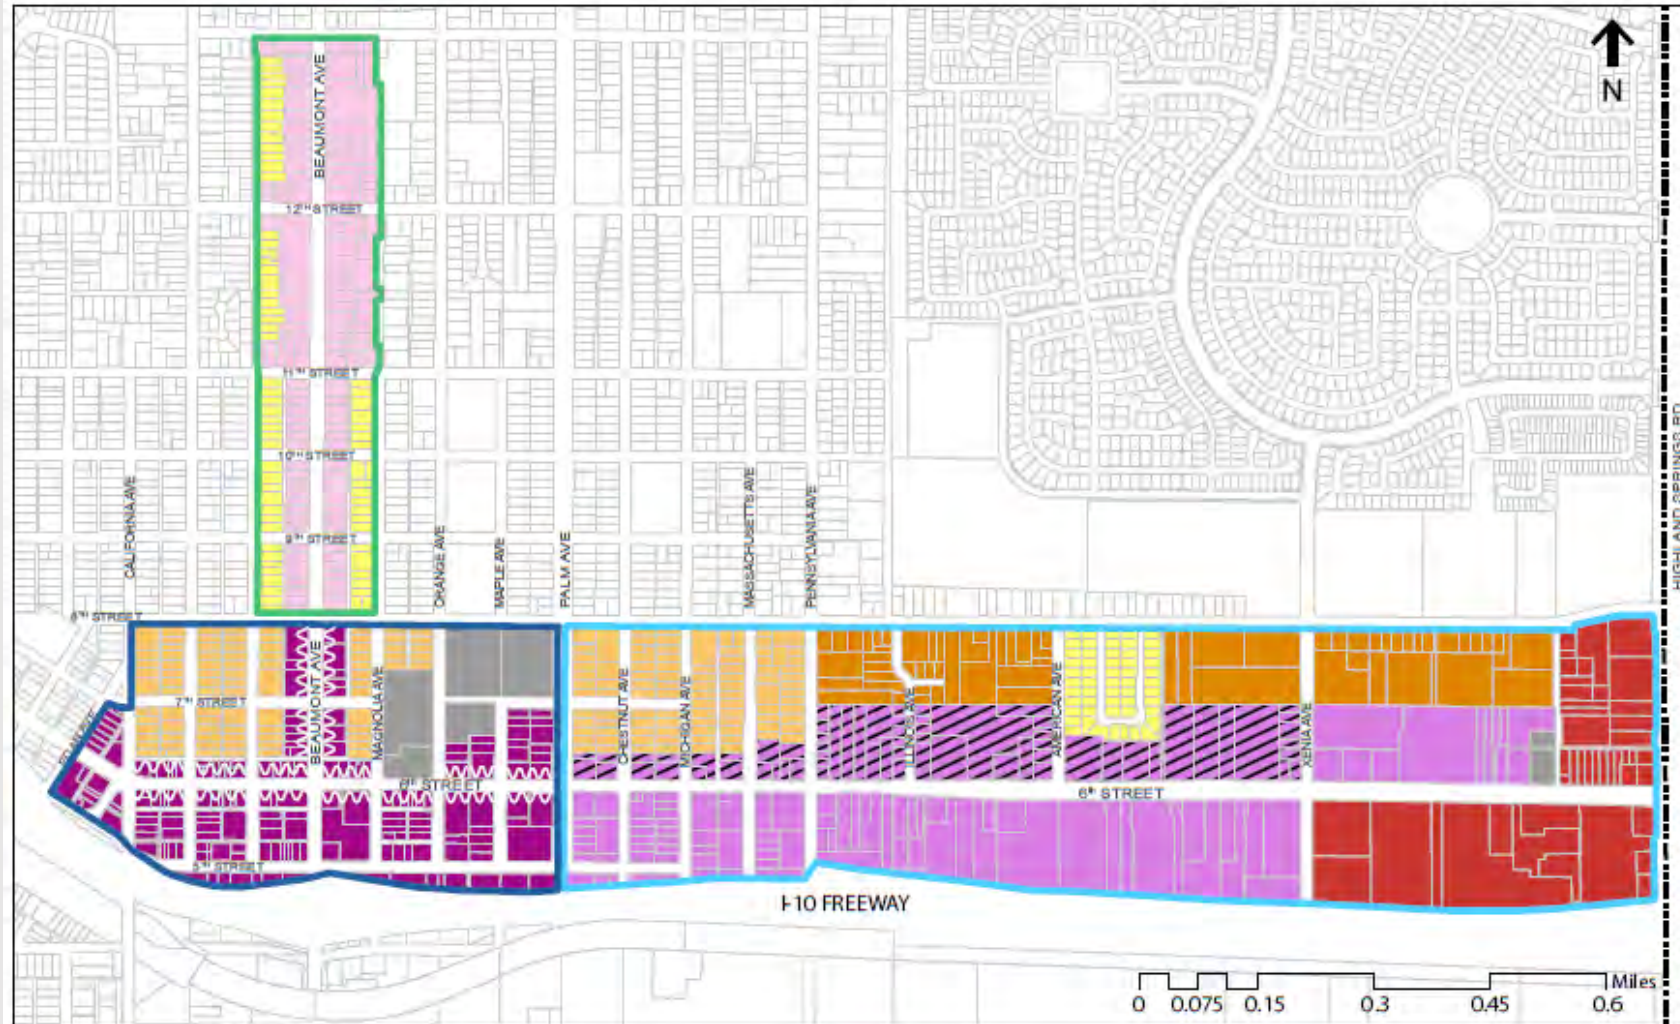 N
BEAUMONT AVE
12TH STREET
11TH STREET
10TH STREET
9TH STREET
CALIFORNIA AVE
ORANGE AVE
MAPLE AVE
PALM AVE
MASSACHUSETTS AVE
PENNSYLVANIA AVE
HIGHLAND SPRINGS RD
8TH STREET
7TH STREET
BEAUMONT AVE
MAGNOLIA AVE
CHESTNUT AVE
MICHIGAN AVE
ILLINOIS AVE
AMERICAN AVE
XENIA AVE
6TH STREET
6th STREET
5TH STREET
I-10 FREEWAY
Miles
0 0.075 0.15 0.3 0.45 0.6